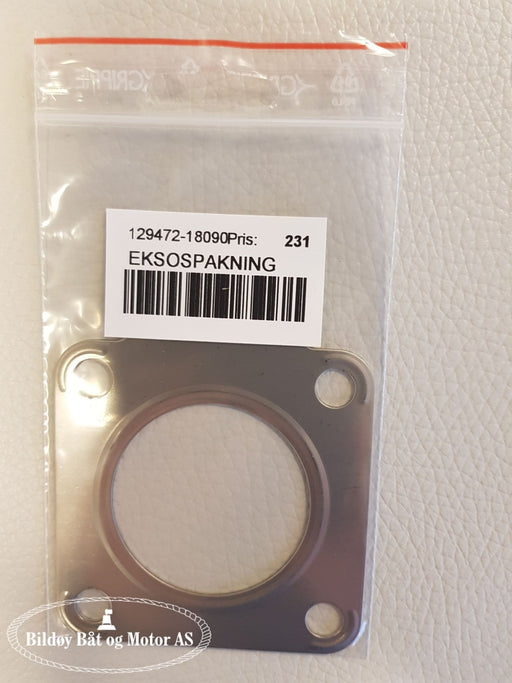 129472-18090Pris: 231
EKSOSPAKNING
Bildøy Båt og Motor AS